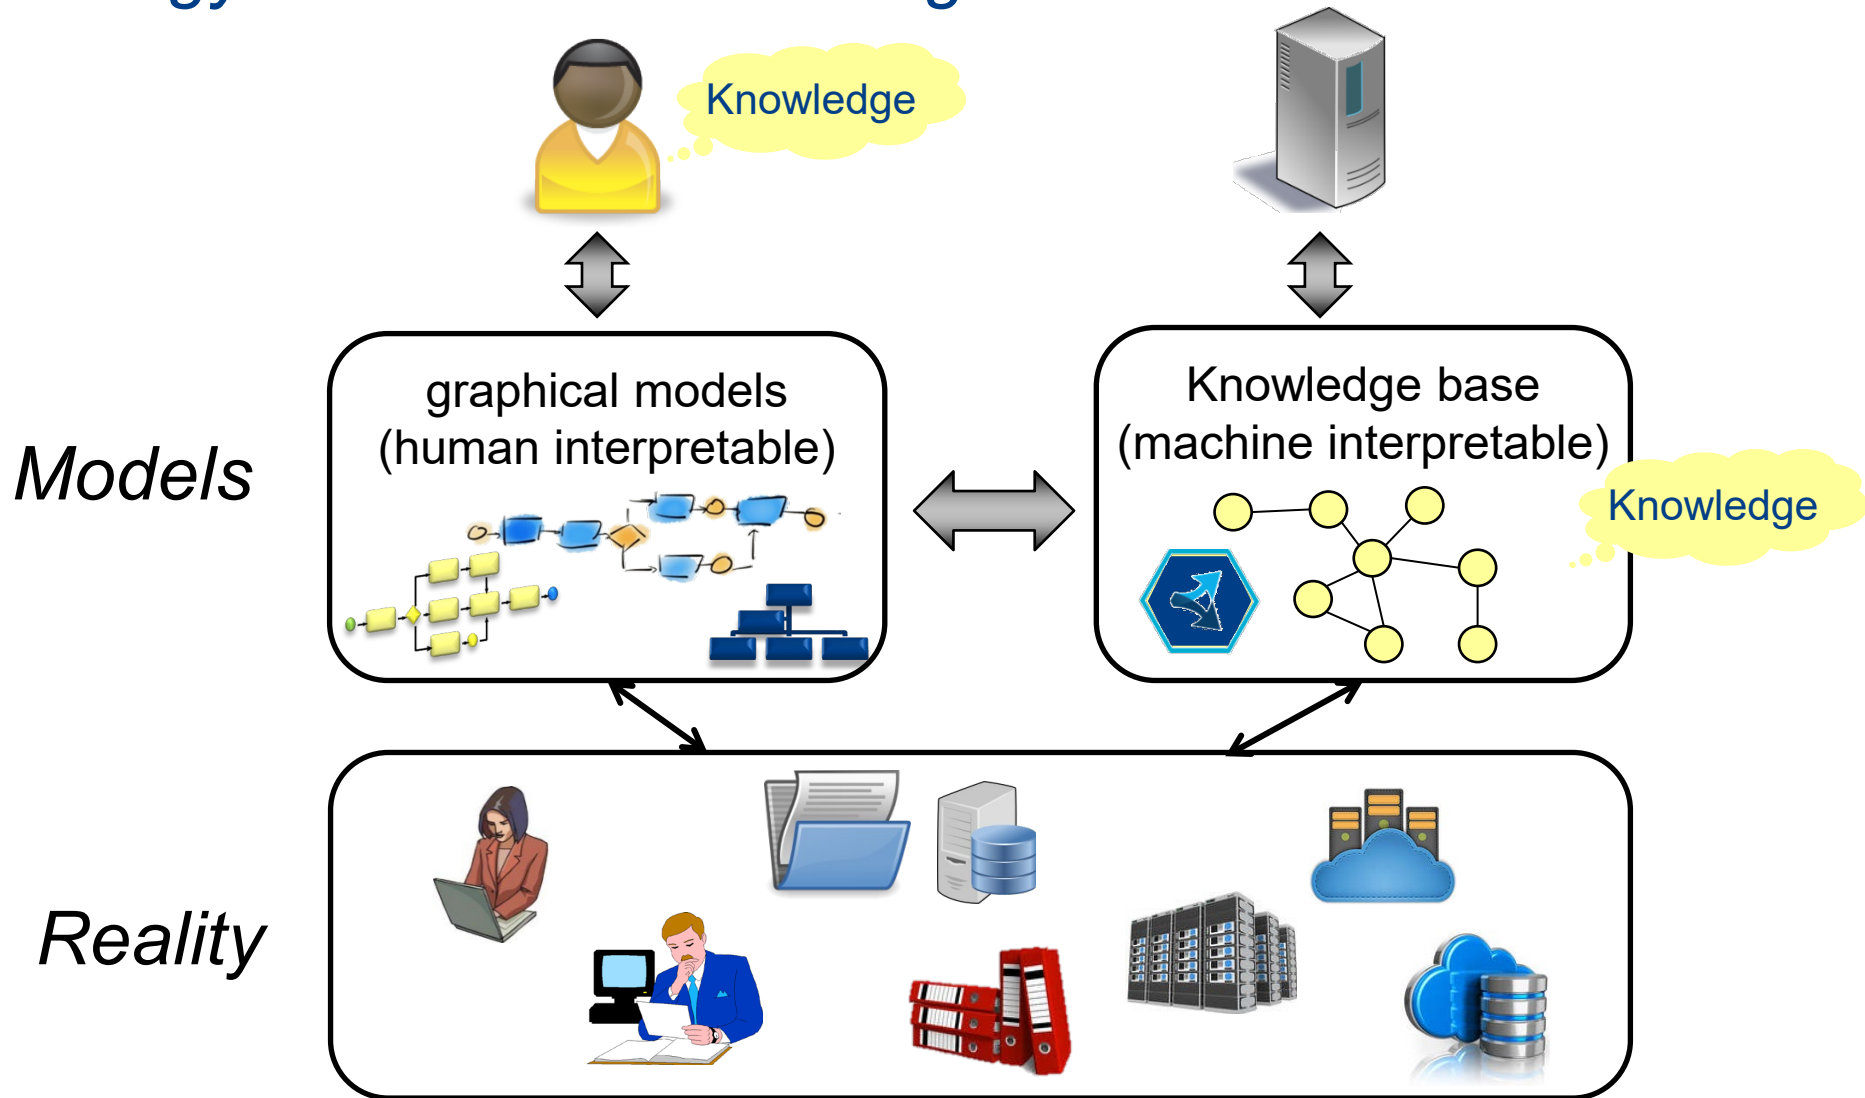 Knowledge
graphical models
(human interpretable)
Knowledge base
(machine interpretable)
Models
Knowledge
Reality